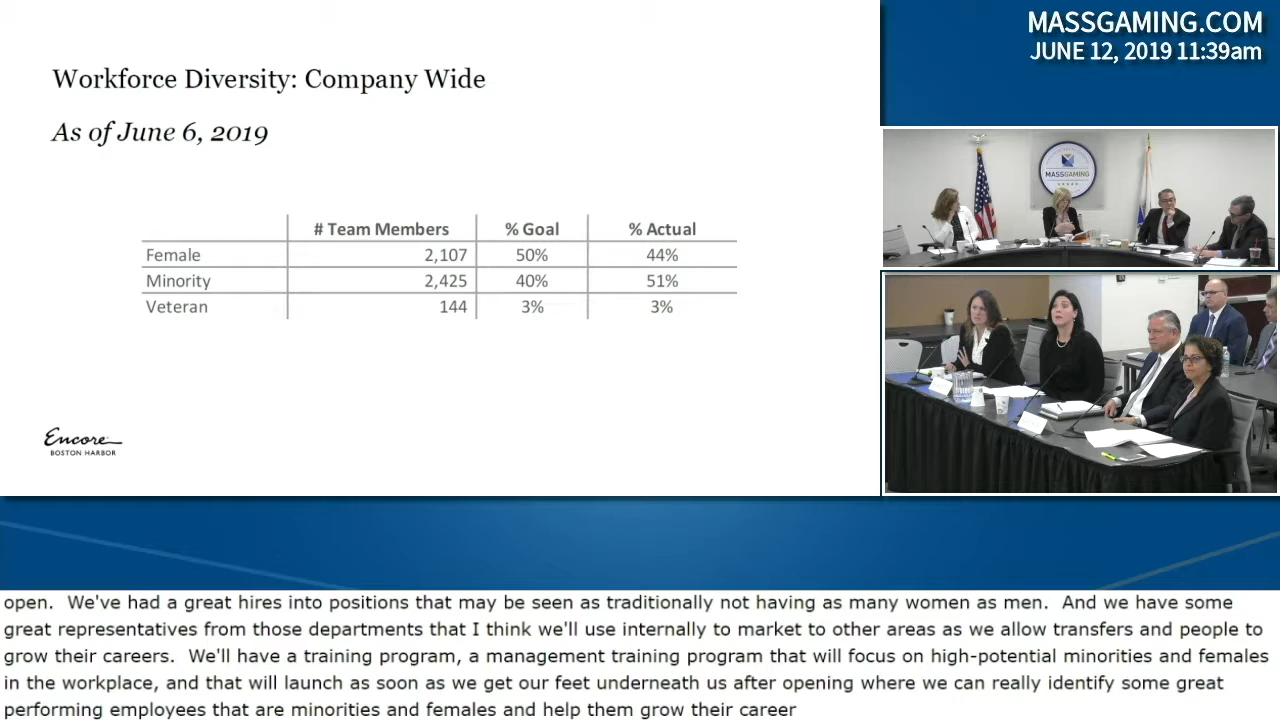 Workforce Diversity: Company Wide
As of June 6, 2019
# Team Members % Goal % Actual
Female 2,107 50% 44%
Minority 2,425 40% 51%
Veteran 144 3% 3%
Encore
BOSTON HARBOR
MASSGAMING.COM
JUNE 12, 2019 11:39am
MASSGAMING
open. We've had a great hires into positions that may be seen as traditionally not having as many women as men. And we have some
great representatives from those departments that I think we'll use internally to market to other areas as we allow transfers and people to
grow their careers. We'll have a training program, a management training program that will focus on high-potential minorities and females
in the workplace, and that will launch as soon as we get our feet underneath us after opening where we can really identify some great
performing employees that are minorities and females and help them grow their career